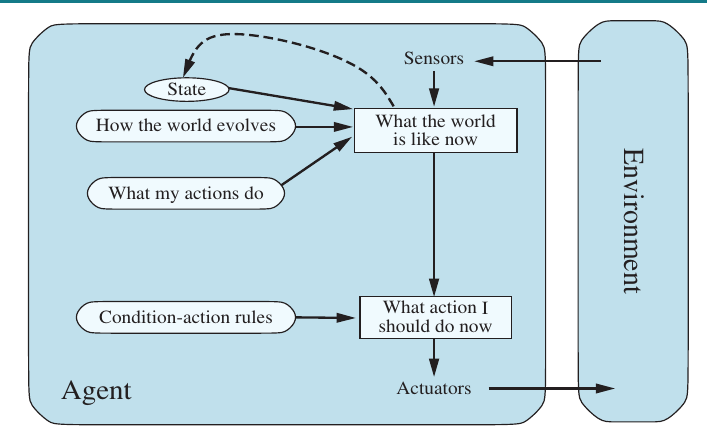 Sensors
State
How the world evolves
What the world
is like now
What my actions do
Environment
Condition-action rules
What action I
should do now
Agent
Actuators